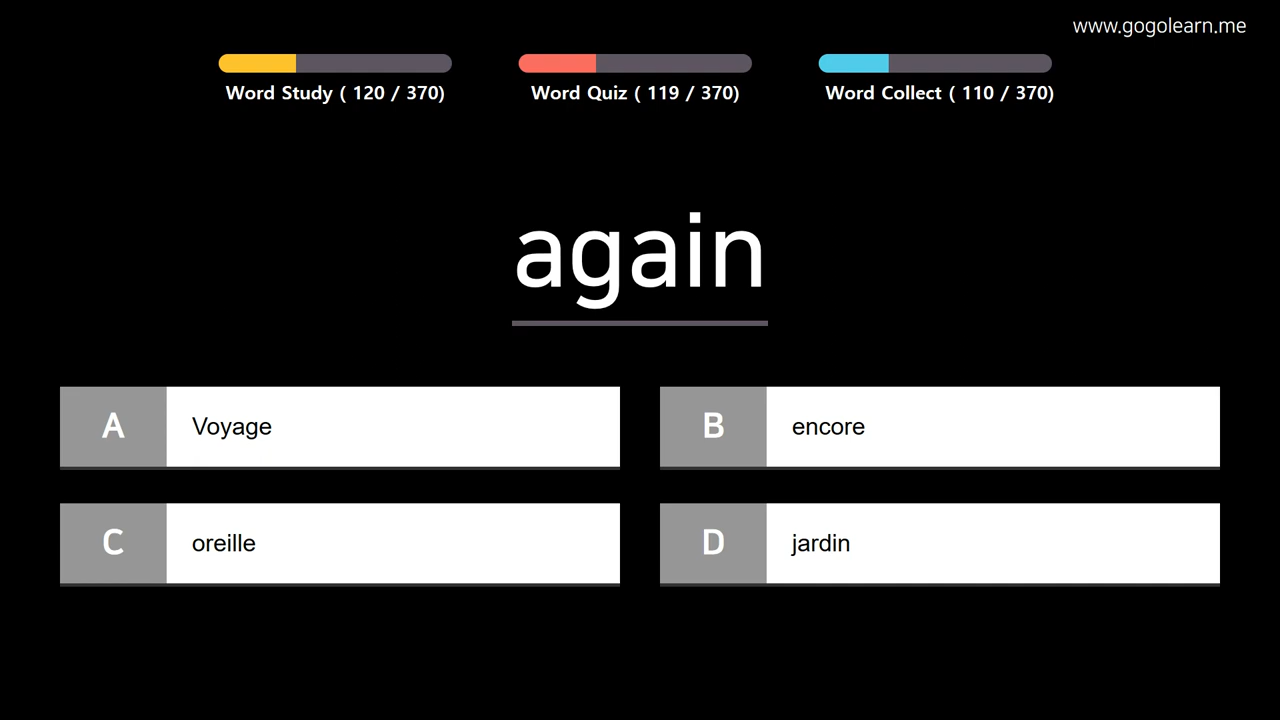 www.gogolearn.me
Word Study ( 120 / 370)
Word Quiz ( 119 / 370)
Word Collect ( 110 / 370)
again
A Voyage
B encore
C oreille
D jardin